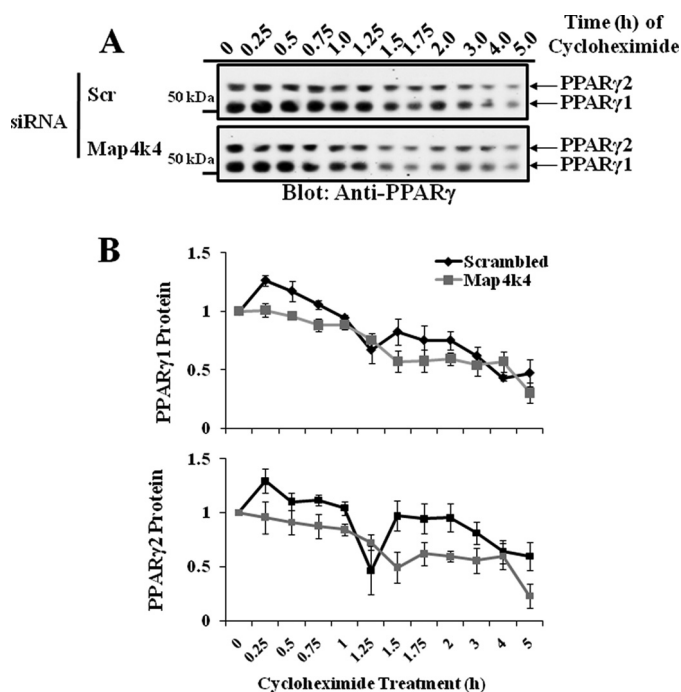 A
0 0.25 0.5 0.75 1.0 1.25 1.5 1.75 2.0 3.0 4.0 5.0
Time (h) of
Cycloheximide
siRNA
Scr
50 kDa
PPARγ2
PPARγ1
Map4k4
50 kDa
PPARγ2
PPARγ1
Blot: Anti-PPARγ
B
Scrambled
Map4k4
PPARγ1 Protein
1.5
1
0.5
0
PPARγ2 Protein
1.5
1
0.5
0
0 0.25 0.5 0.75 1 1.25 1.5 1.75 2 3 4 5
Cycloheximide Treatment (h)